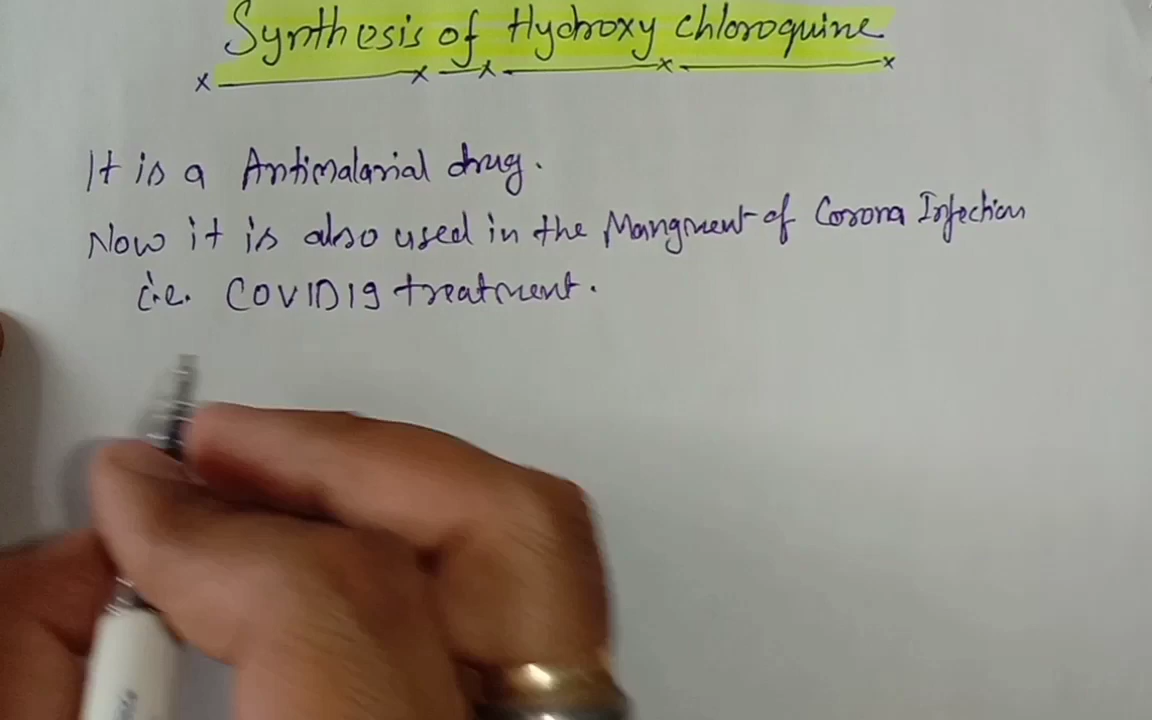 Synthesis of Hydroxy chloroquine
It is a Antimalarial drug.
Now it is also used in the Mangment of Corona Infection
i.e. COVID19 treatment.